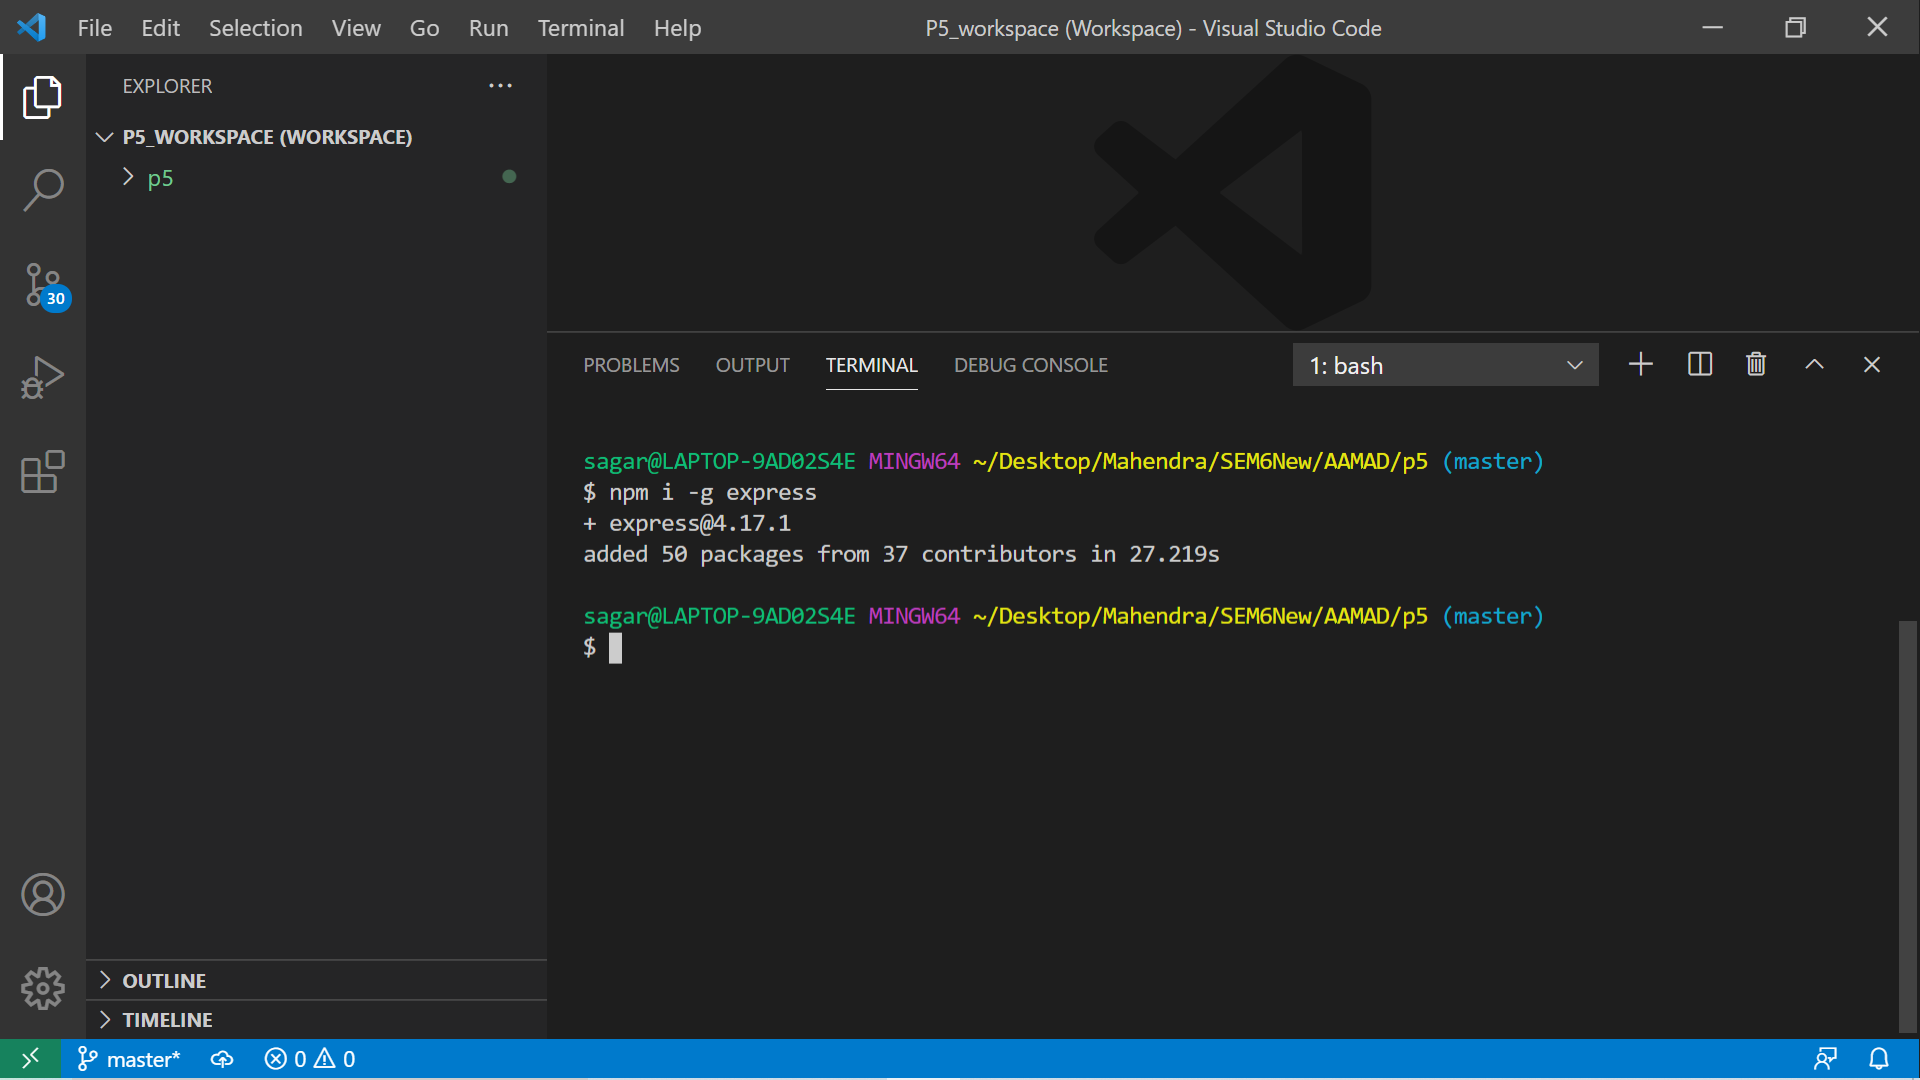 File Edit Selection View Go Run Terminal Help P5_workspace (Workspace) - Visual Studio Code
EXPLORER
P5_WORKSPACE (WORKSPACE)
p5
30
OUTLINE
TIMELINE
PROBLEMS OUTPUT TERMINAL DEBUG CONSOLE 1: bash
sagar@LAPTOP-9AD02S4E MINGW64 ~/Desktop/Mahendra/SEM6New/AAMAD/p5 (master)
$ npm i -g express
+ express@4.17.1
added 50 packages from 37 contributors in 27.219s
sagar@LAPTOP-9AD02S4E MINGW64 ~/Desktop/Mahendra/SEM6New/AAMAD/p5 (master)
$
master* 0 0